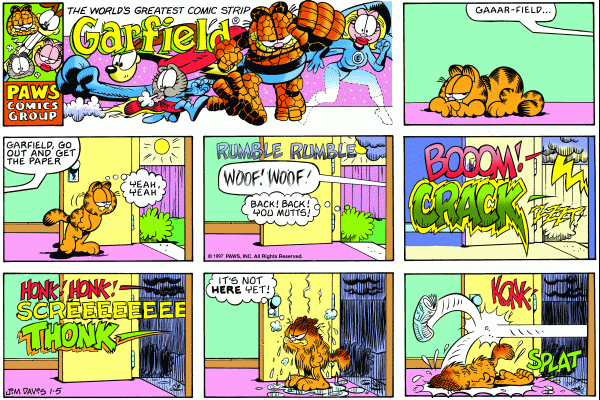 THE WORLD'S GREATEST COMIC STRIP
Garfield®
PAWS
COMICS
GROUP
GAAAR-FIELD...
GARFIELD, GO
OUT AND GET
THE PAPER
YEAH,
YEAH
RUMBLE RUMBLE
WOOF! WOOF!
BACK! BACK!
YOU MUTTS!
© 1997 PAWS, INC. All Rights Reserved.
BOOOM!
CRACK
HONK! HONK!
SCREEEEEEEEE
THONK
JIM DAVIS 1-5
IT'S NOT
HERE YET!
KONK!
SPLAT